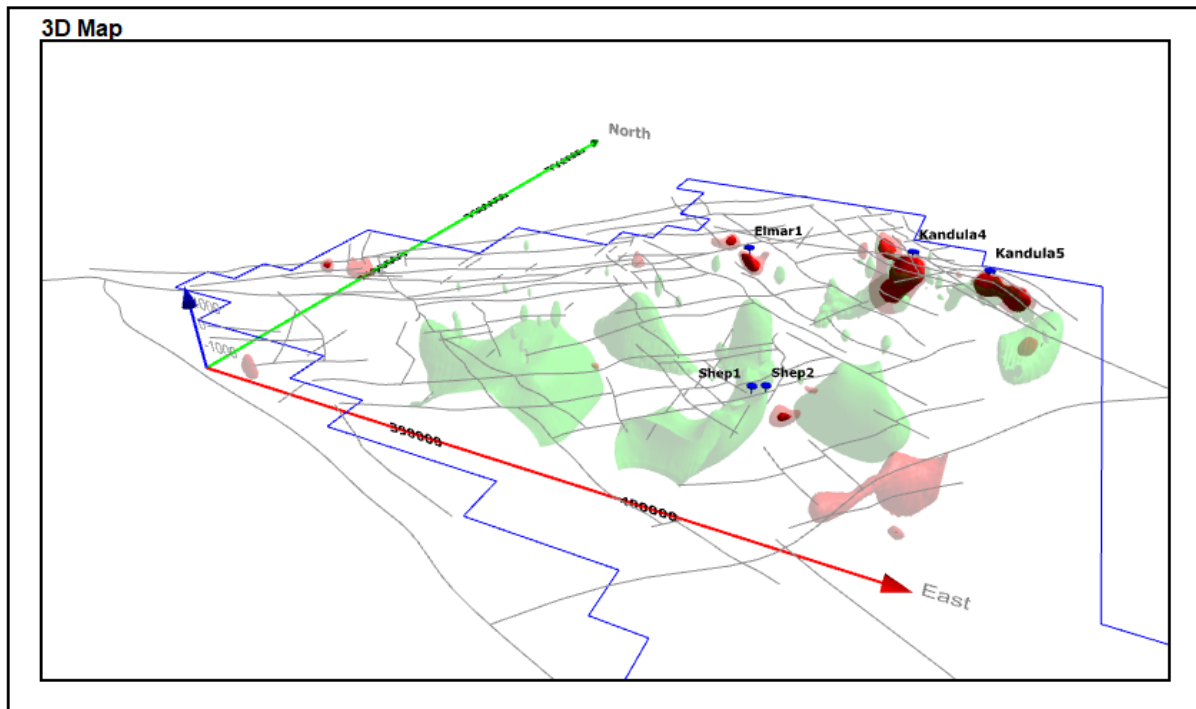 3D Map
North
Elmar1
Kandula4
Kandula5
-1000
Shep1
Shep2
390000
400000
East